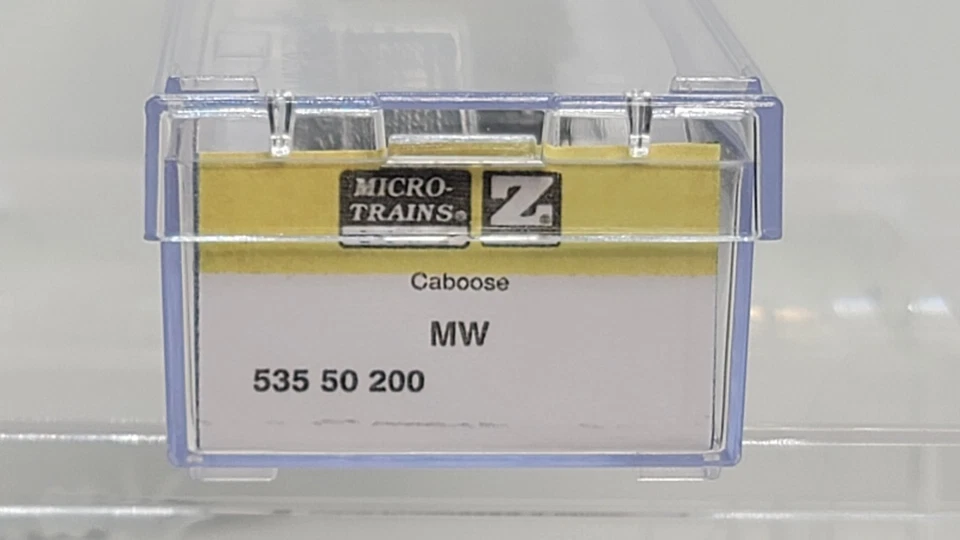 MICRO-
TRAINS®
Z®
Caboose
MW
535 50 200